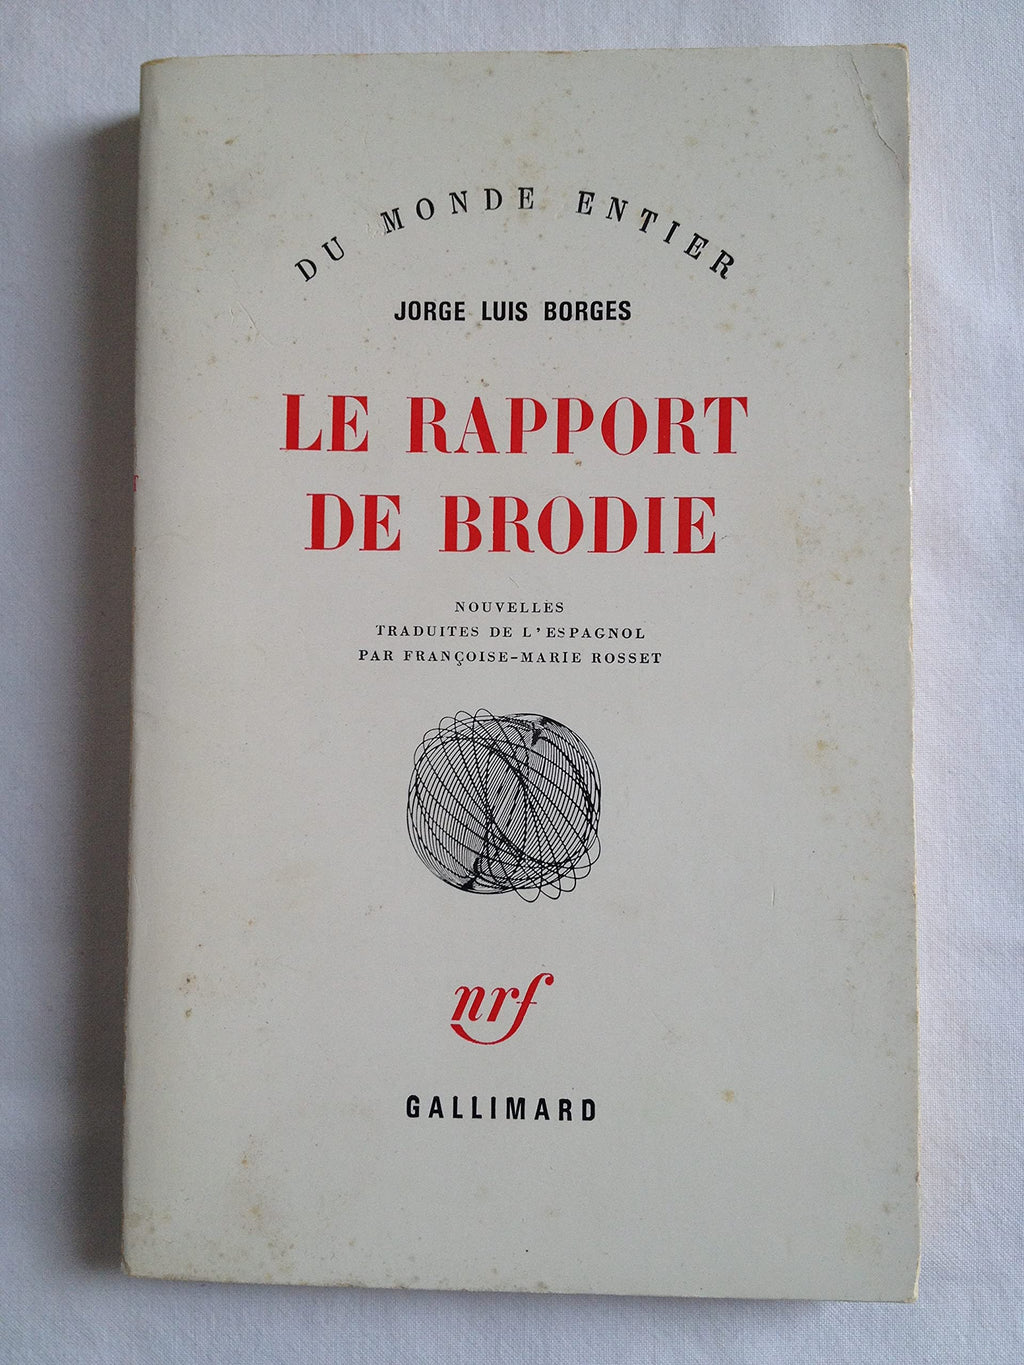 DU MONDE ENTIER
JORGE LUIS BORGES
LE RAPPORT
DE BRODIE
NOUVELLES
TRADUITES DE L'ESPAGNOL
PAR FRANÇOISE-MARIE ROSSET
nrf
GALLIMARD